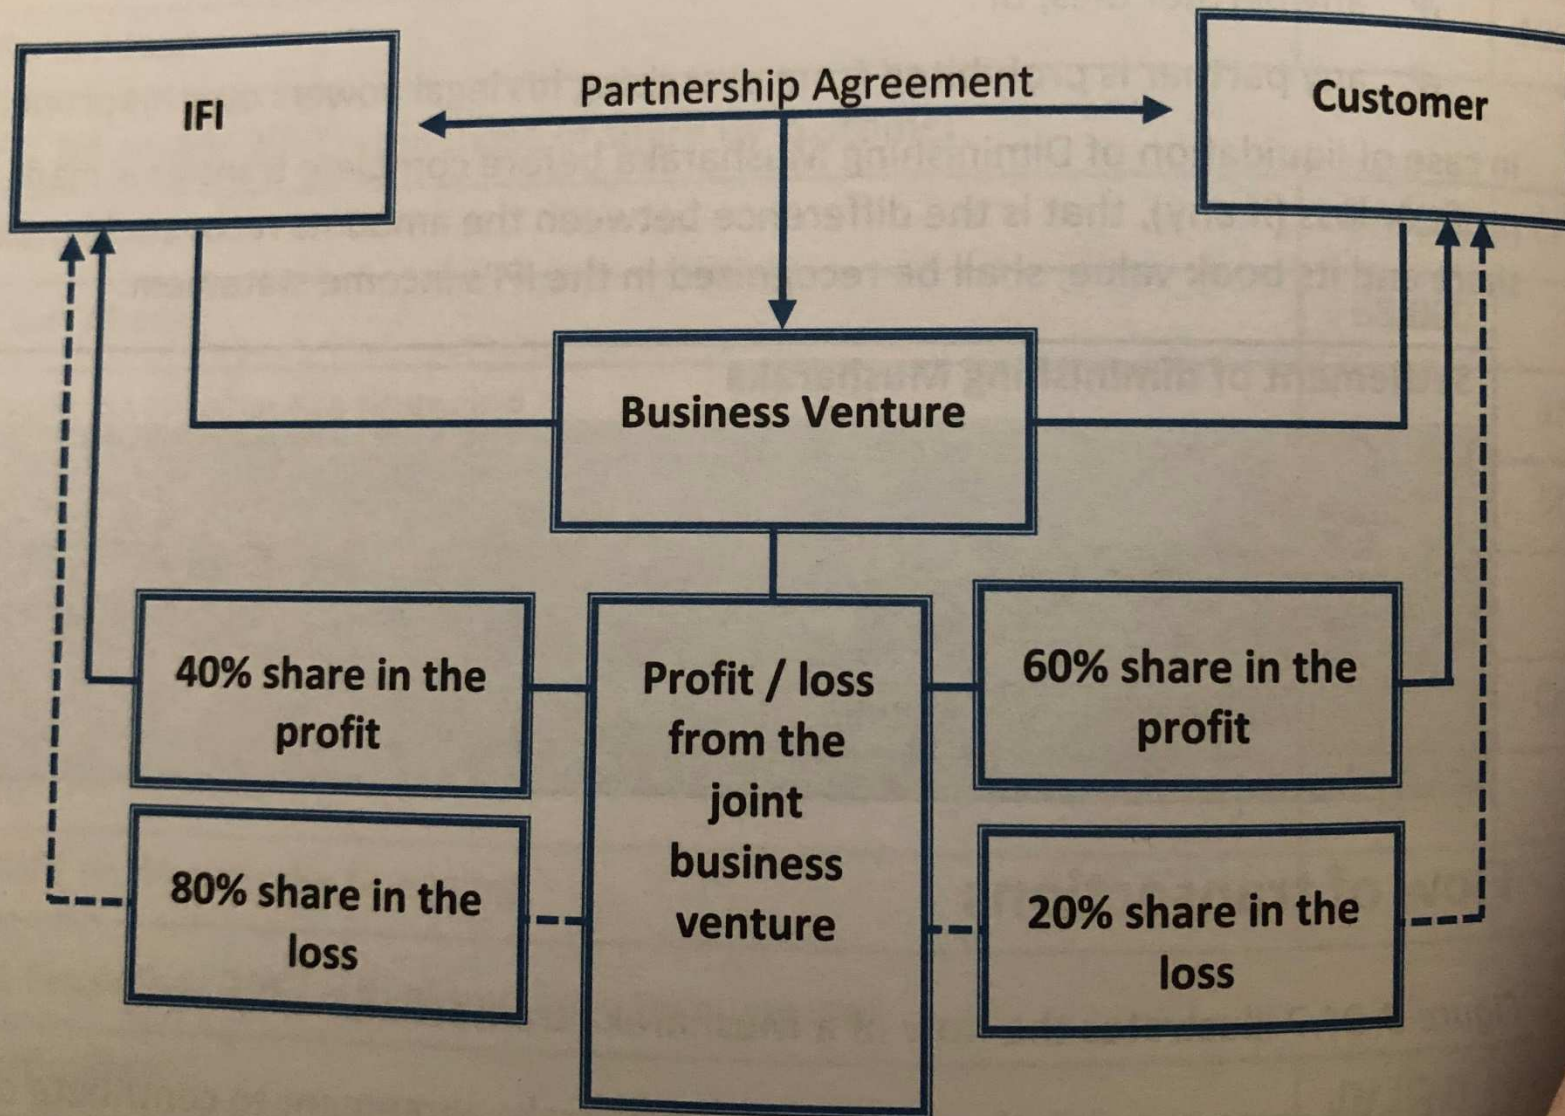 IFI
Partnership Agreement
Customer
Business Venture
40% share in the
profit
Profit / loss
from the
joint
business
venture
60% share in the
profit
80% share in the
loss
20% share in the
loss